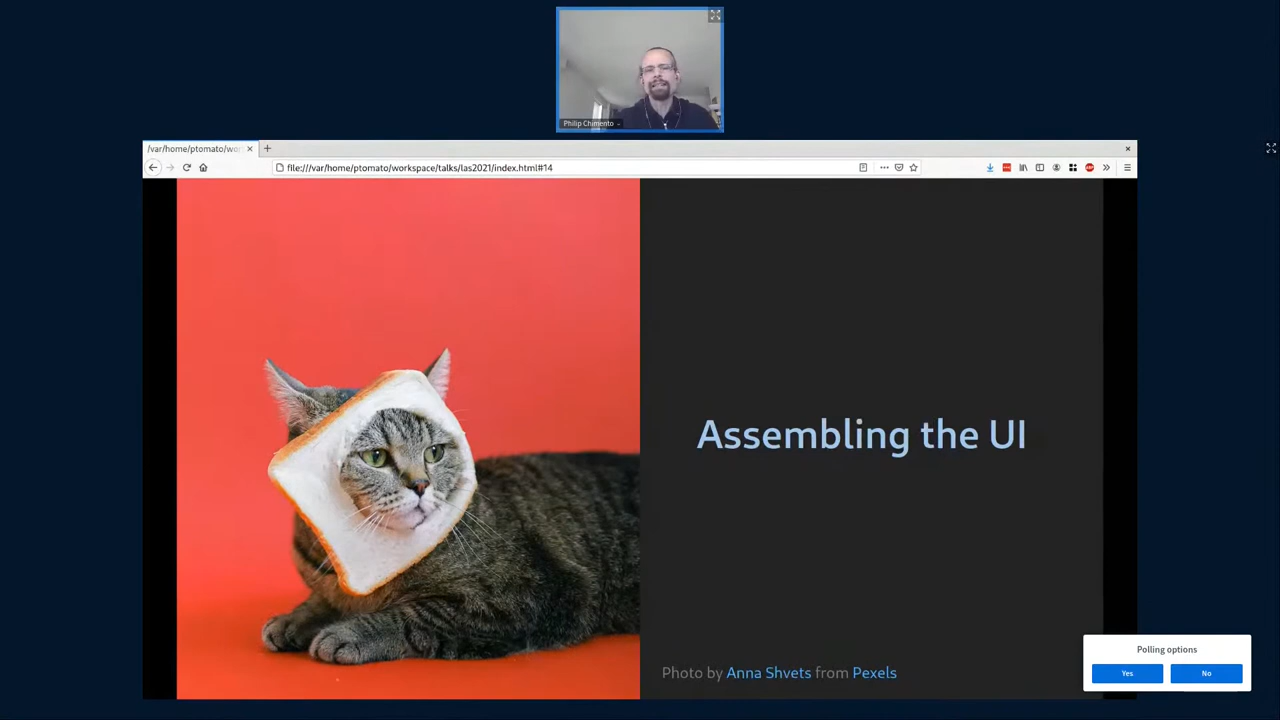 Philip Chimento
/var/home/ptomato/wor
file:///var/home/ptomato/workspace/talks/las2021/index.html#14
Assembling the UI
Photo by Anna Shvets from Pexels
Polling options
Yes
No